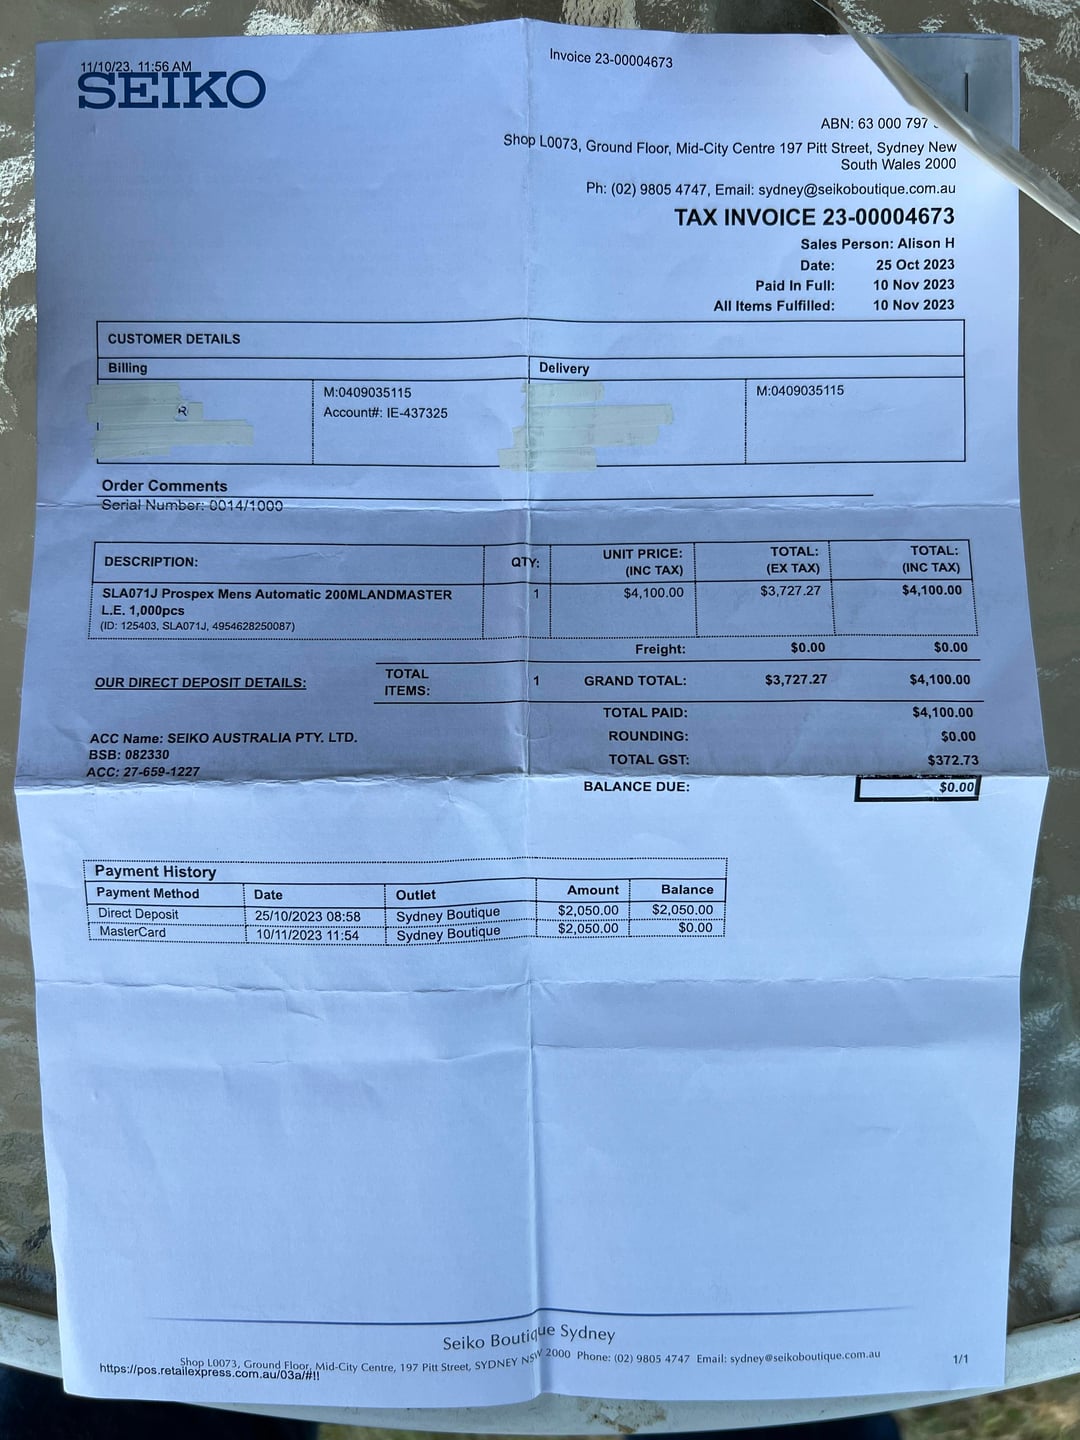 11/10/23, 11:56 AM
Invoice 23-00004673
SEIKO
ABN: 63 000 797
Shop L0073, Ground Floor, Mid-City Centre 197 Pitt Street, Sydney New
South Wales 2000
Ph: (02) 9805 4747, Email: sydney@seikoboutique.com.au
TAX INVOICE 23-00004673
Sales Person: Alison H
Date: 25 Oct 2023
Paid In Full: 10 Nov 2023
All Items Fulfilled: 10 Nov 2023
CUSTOMER DETAILS
Billing Delivery
M:0409035115 M:0409035115
R Account#: IE-437325
Order Comments
Serial Number: 0014/1000
DESCRIPTION: QTY: UNIT PRICE: (INC TAX) TOTAL: (EX TAX) TOTAL: (INC TAX)
SLA071J Prospex Mens Automatic 200MLANDMASTER 1 $4,100.00 $3,727.27 $4,100.00
L.E. 1,000pcs
(ID: 125403, SLA071J, 4954628250087)
Freight: $0.00 $0.00
OUR DIRECT DEPOSIT DETAILS: TOTAL ITEMS: 1 GRAND TOTAL: $3,727.27 $4,100.00
TOTAL PAID: $4,100.00
ACC Name: SEIKO AUSTRALIA PTY. LTD. ROUNDING: $0.00
BSB: 082330 TOTAL GST: $372.73
ACC: 27-659-1227
BALANCE DUE: $0.00
Payment History
Payment Method Date Outlet Amount Balance
Direct Deposit 25/10/2023 08:58 Sydney Boutique $2,050.00 $2,050.00
MasterCard 10/11/2023 11:54 Sydney Boutique $2,050.00 $0.00
Seiko Boutique Sydney
Shop L0073, Ground Floor, Mid-City Centre, 197 Pitt Street, SYDNEY NSW 2000 Phone: (02) 9805 4747 Email: sydney@seikoboutique.com.au
https://pos.retailexpress.com.au/03a/#!!
1/1